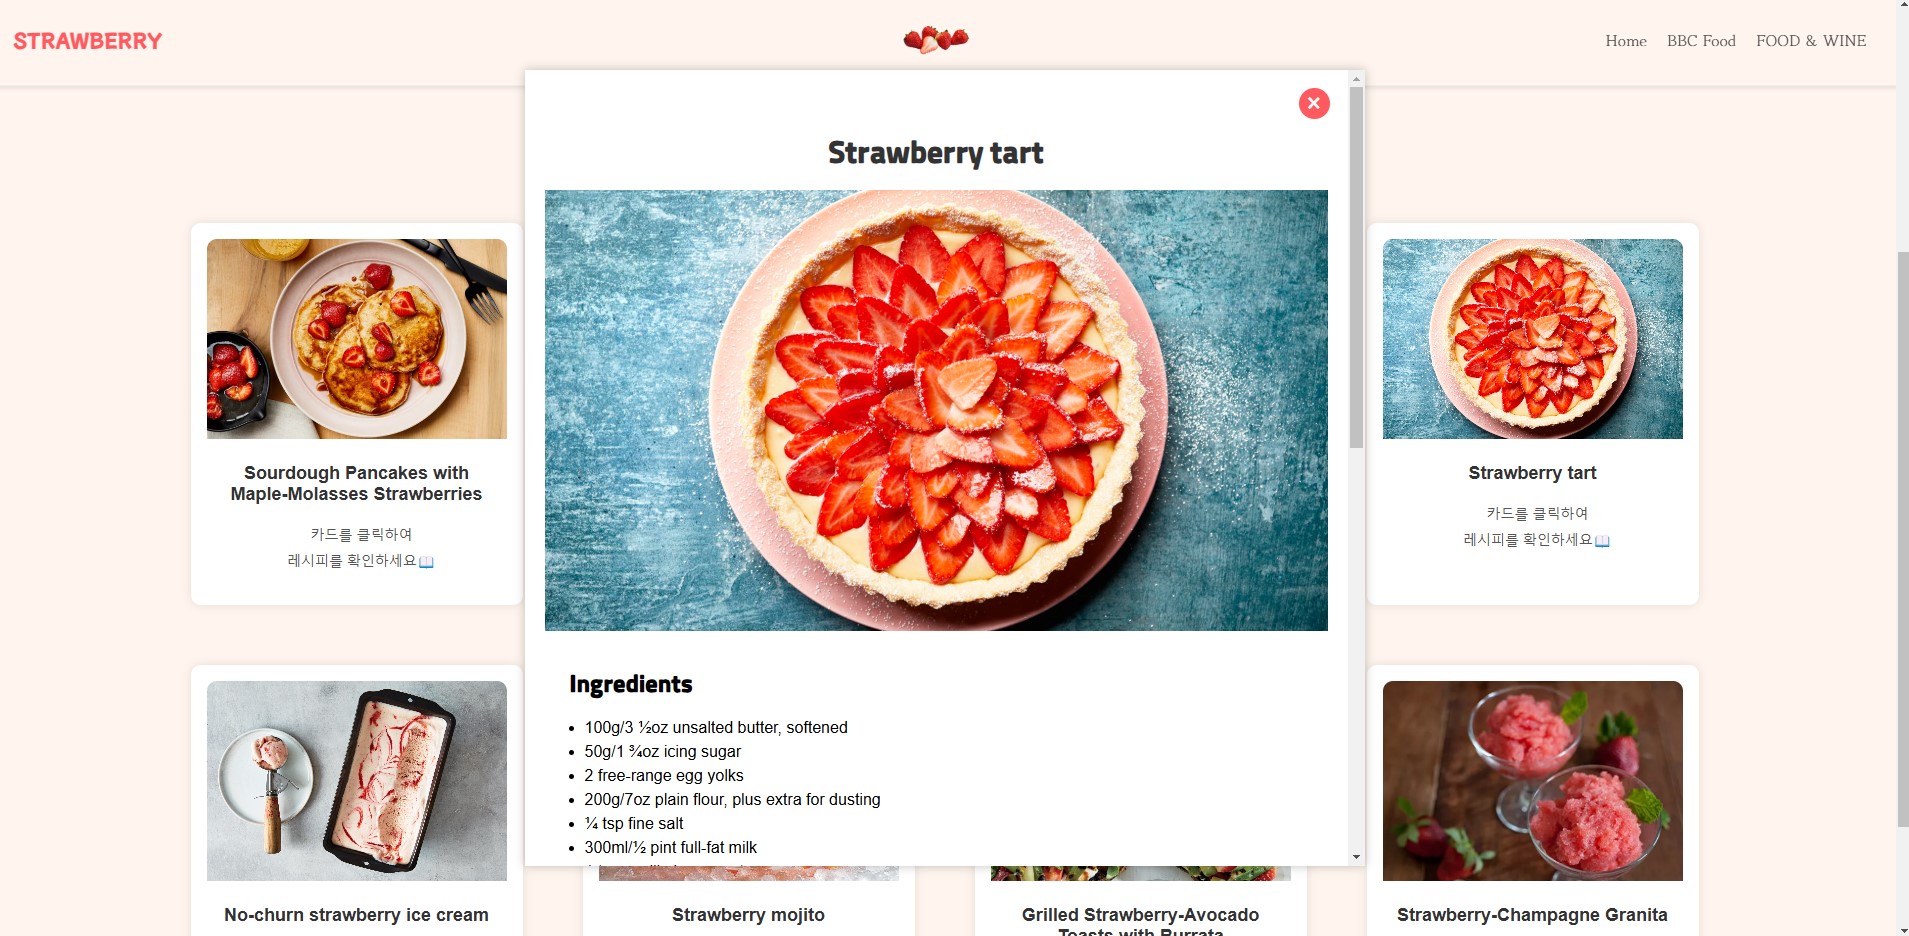 STRAWBERRY
Home BBC Food FOOD & WINE
Strawberry tart
Ingredients
100g/3 ½oz unsalted butter, softened
50g/1 ¾oz icing sugar
2 free-range egg yolks
200g/7oz plain flour, plus extra for dusting
¼ tsp fine salt
300ml/½ pint full-fat milk
Sourdough Pancakes with
Maple-Molasses Strawberries
카드를 클릭하여
레시피를 확인하세요📖
Strawberry tart
카드를 클릭하여
레시피를 확인하세요📖
No-churn strawberry ice cream
Strawberry mojito
Grilled Strawberry-Avocado
Toasts with Burrata
Strawberry-Champagne Granita